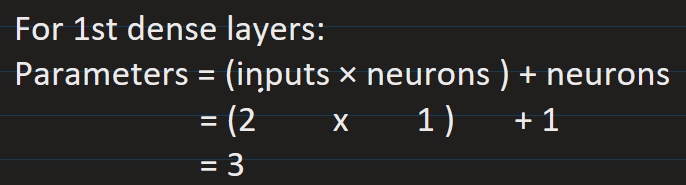 For 1st dense layers:
Parameters = (inputs × neurons ) + neurons
= (2 x 1 ) + 1
= 3